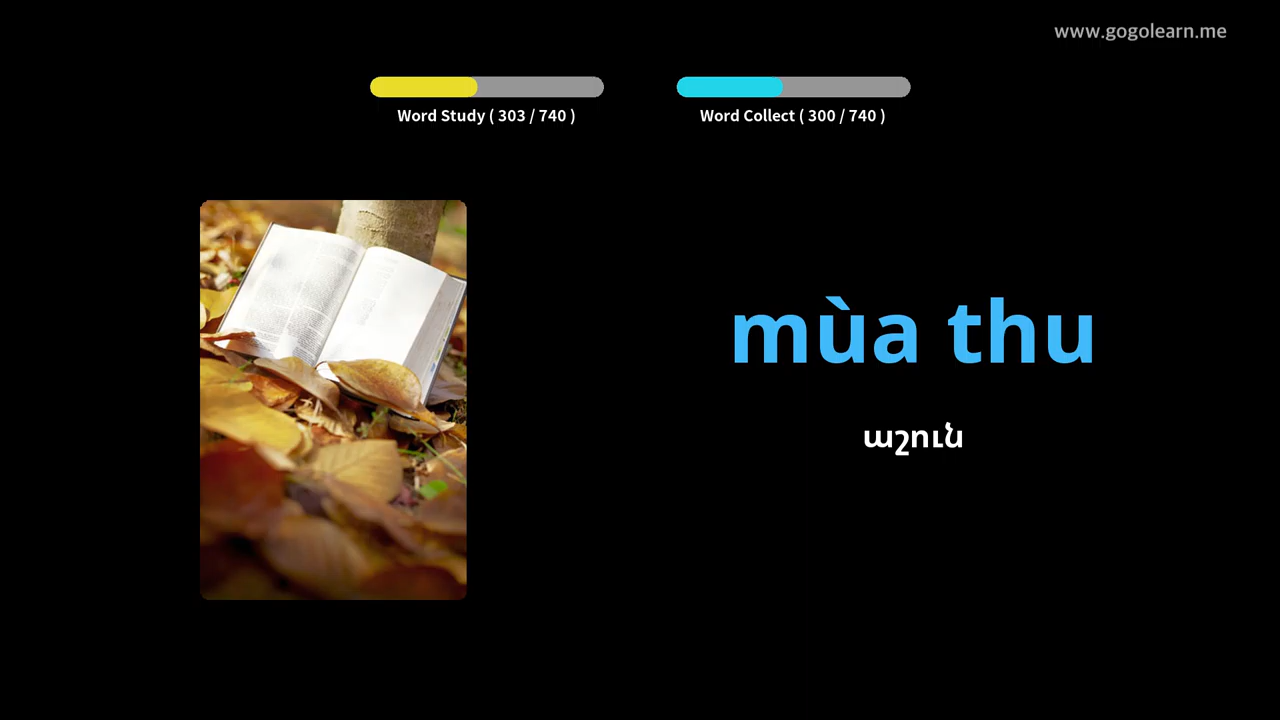 www.gogolearn.me
Word Study ( 303 / 740 )
Word Collect ( 300 / 740 )
mùa thu
աշուն